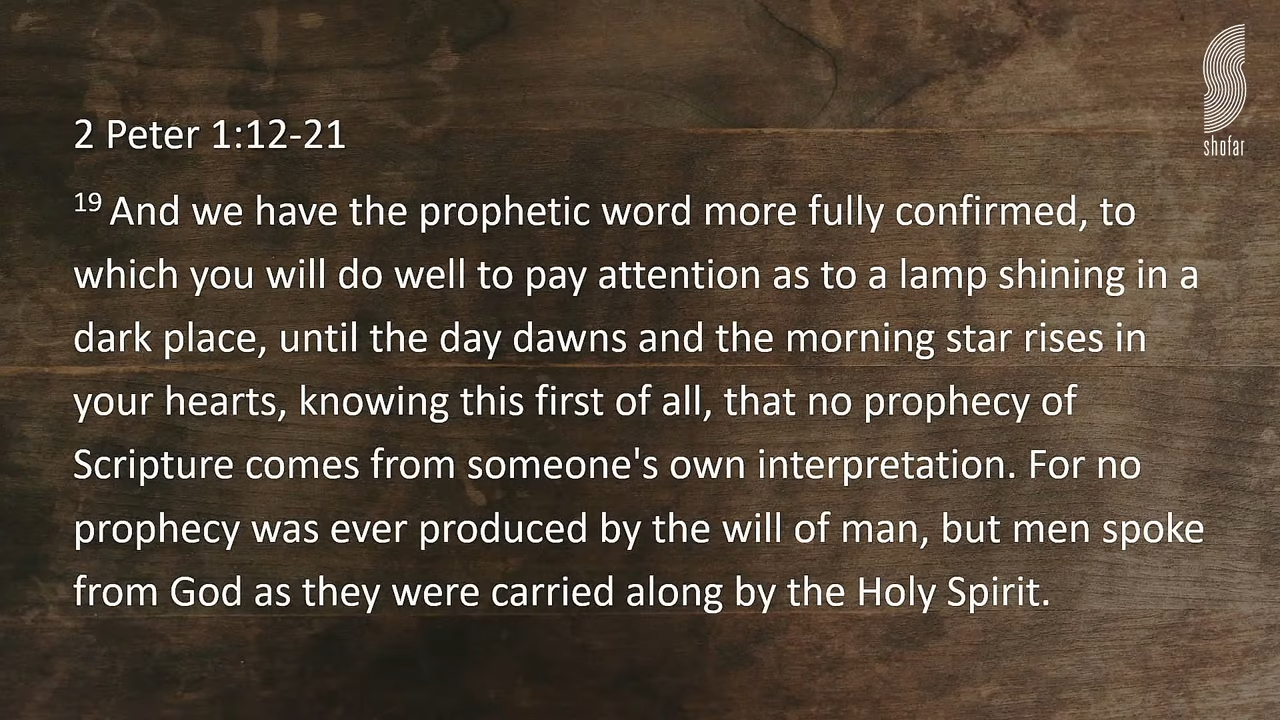 shofar
2 Peter 1:12-21
19 And we have the prophetic word more fully confirmed, to
which you will do well to pay attention as to a lamp shining in a
dark place, until the day dawns and the morning star rises in
your hearts, knowing this first of all, that no prophecy of
Scripture comes from someone's own interpretation. For no
prophecy was ever produced by the will of man, but men spoke
from God as they were carried along by the Holy Spirit.